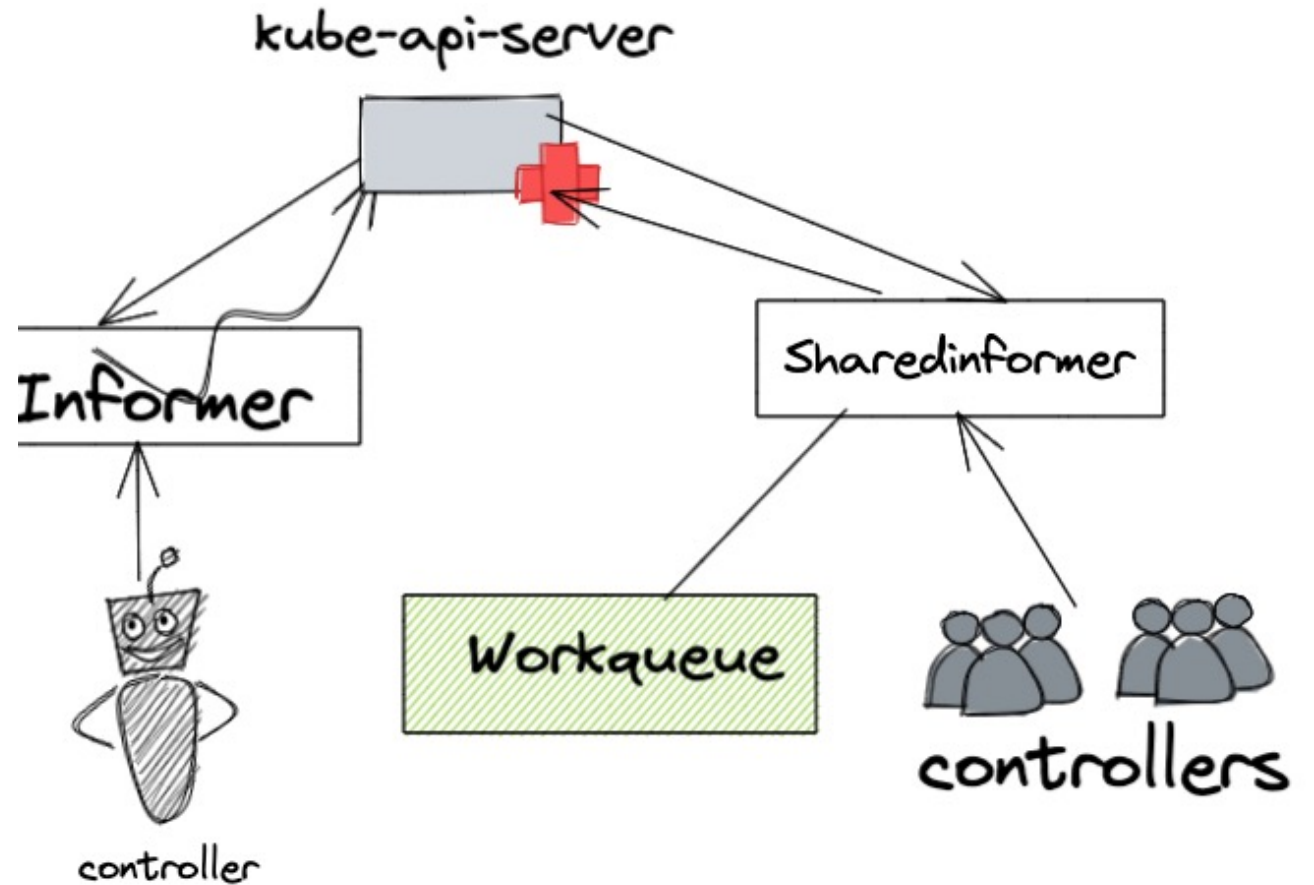 kube-api-server
Informer
Sharedinformer
Workqueue
controllers
controller